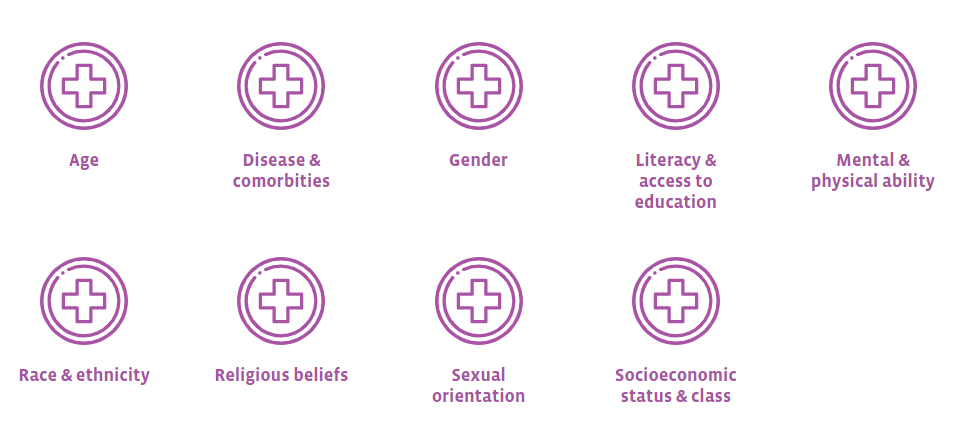 Age
Disease &
comorbities
Gender
Literacy &
access to
education
Mental &
physical ability
Race & ethnicity
Religious beliefs
Sexual
orientation
Socioeconomic
status & class